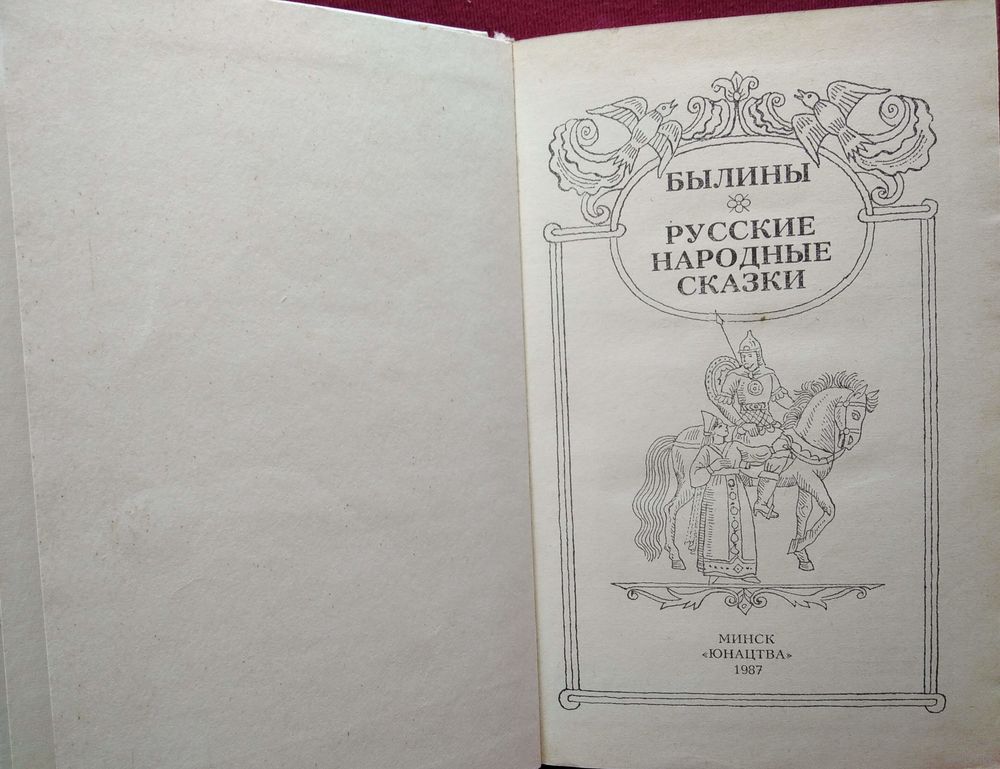 БЫЛИНЫ
РУССКИЕ
НАРОДНЫЕ
СКАЗКИ
МИНСК
«ЮНАЦТВА»
1987